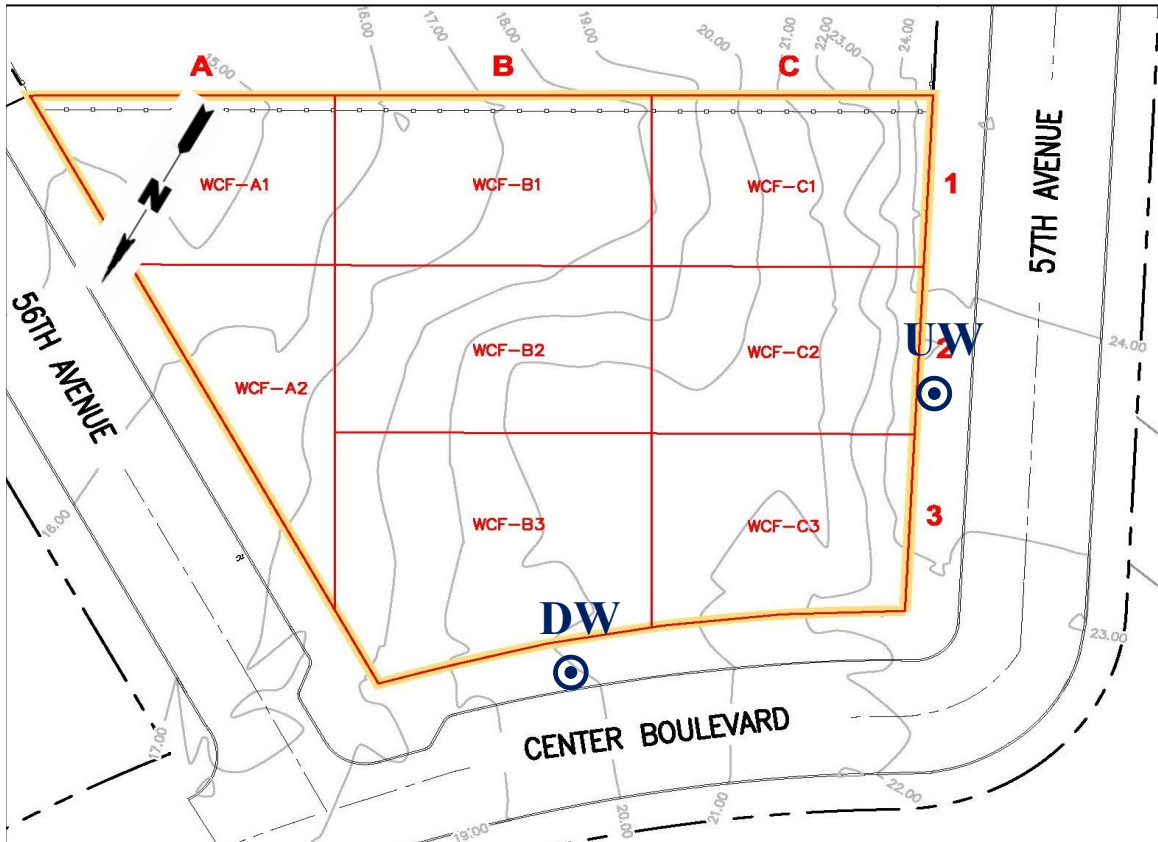 16.00
17.00
18.00
19.00
20.00
21.00
22.00
23.00
24.00
A
B
C
15.00
N
WCF-A1
WCF-B1
WCF-C1
1
57TH AVENUE
56TH AVENUE
WCF-A2
WCF-B2
WCF-C2
UW
2
24.00
16.00
WCF-B3
WCF-C3
3
DW
23.00
17.00
CENTER BOULEVARD
22.00
21.00
20.00
19.00